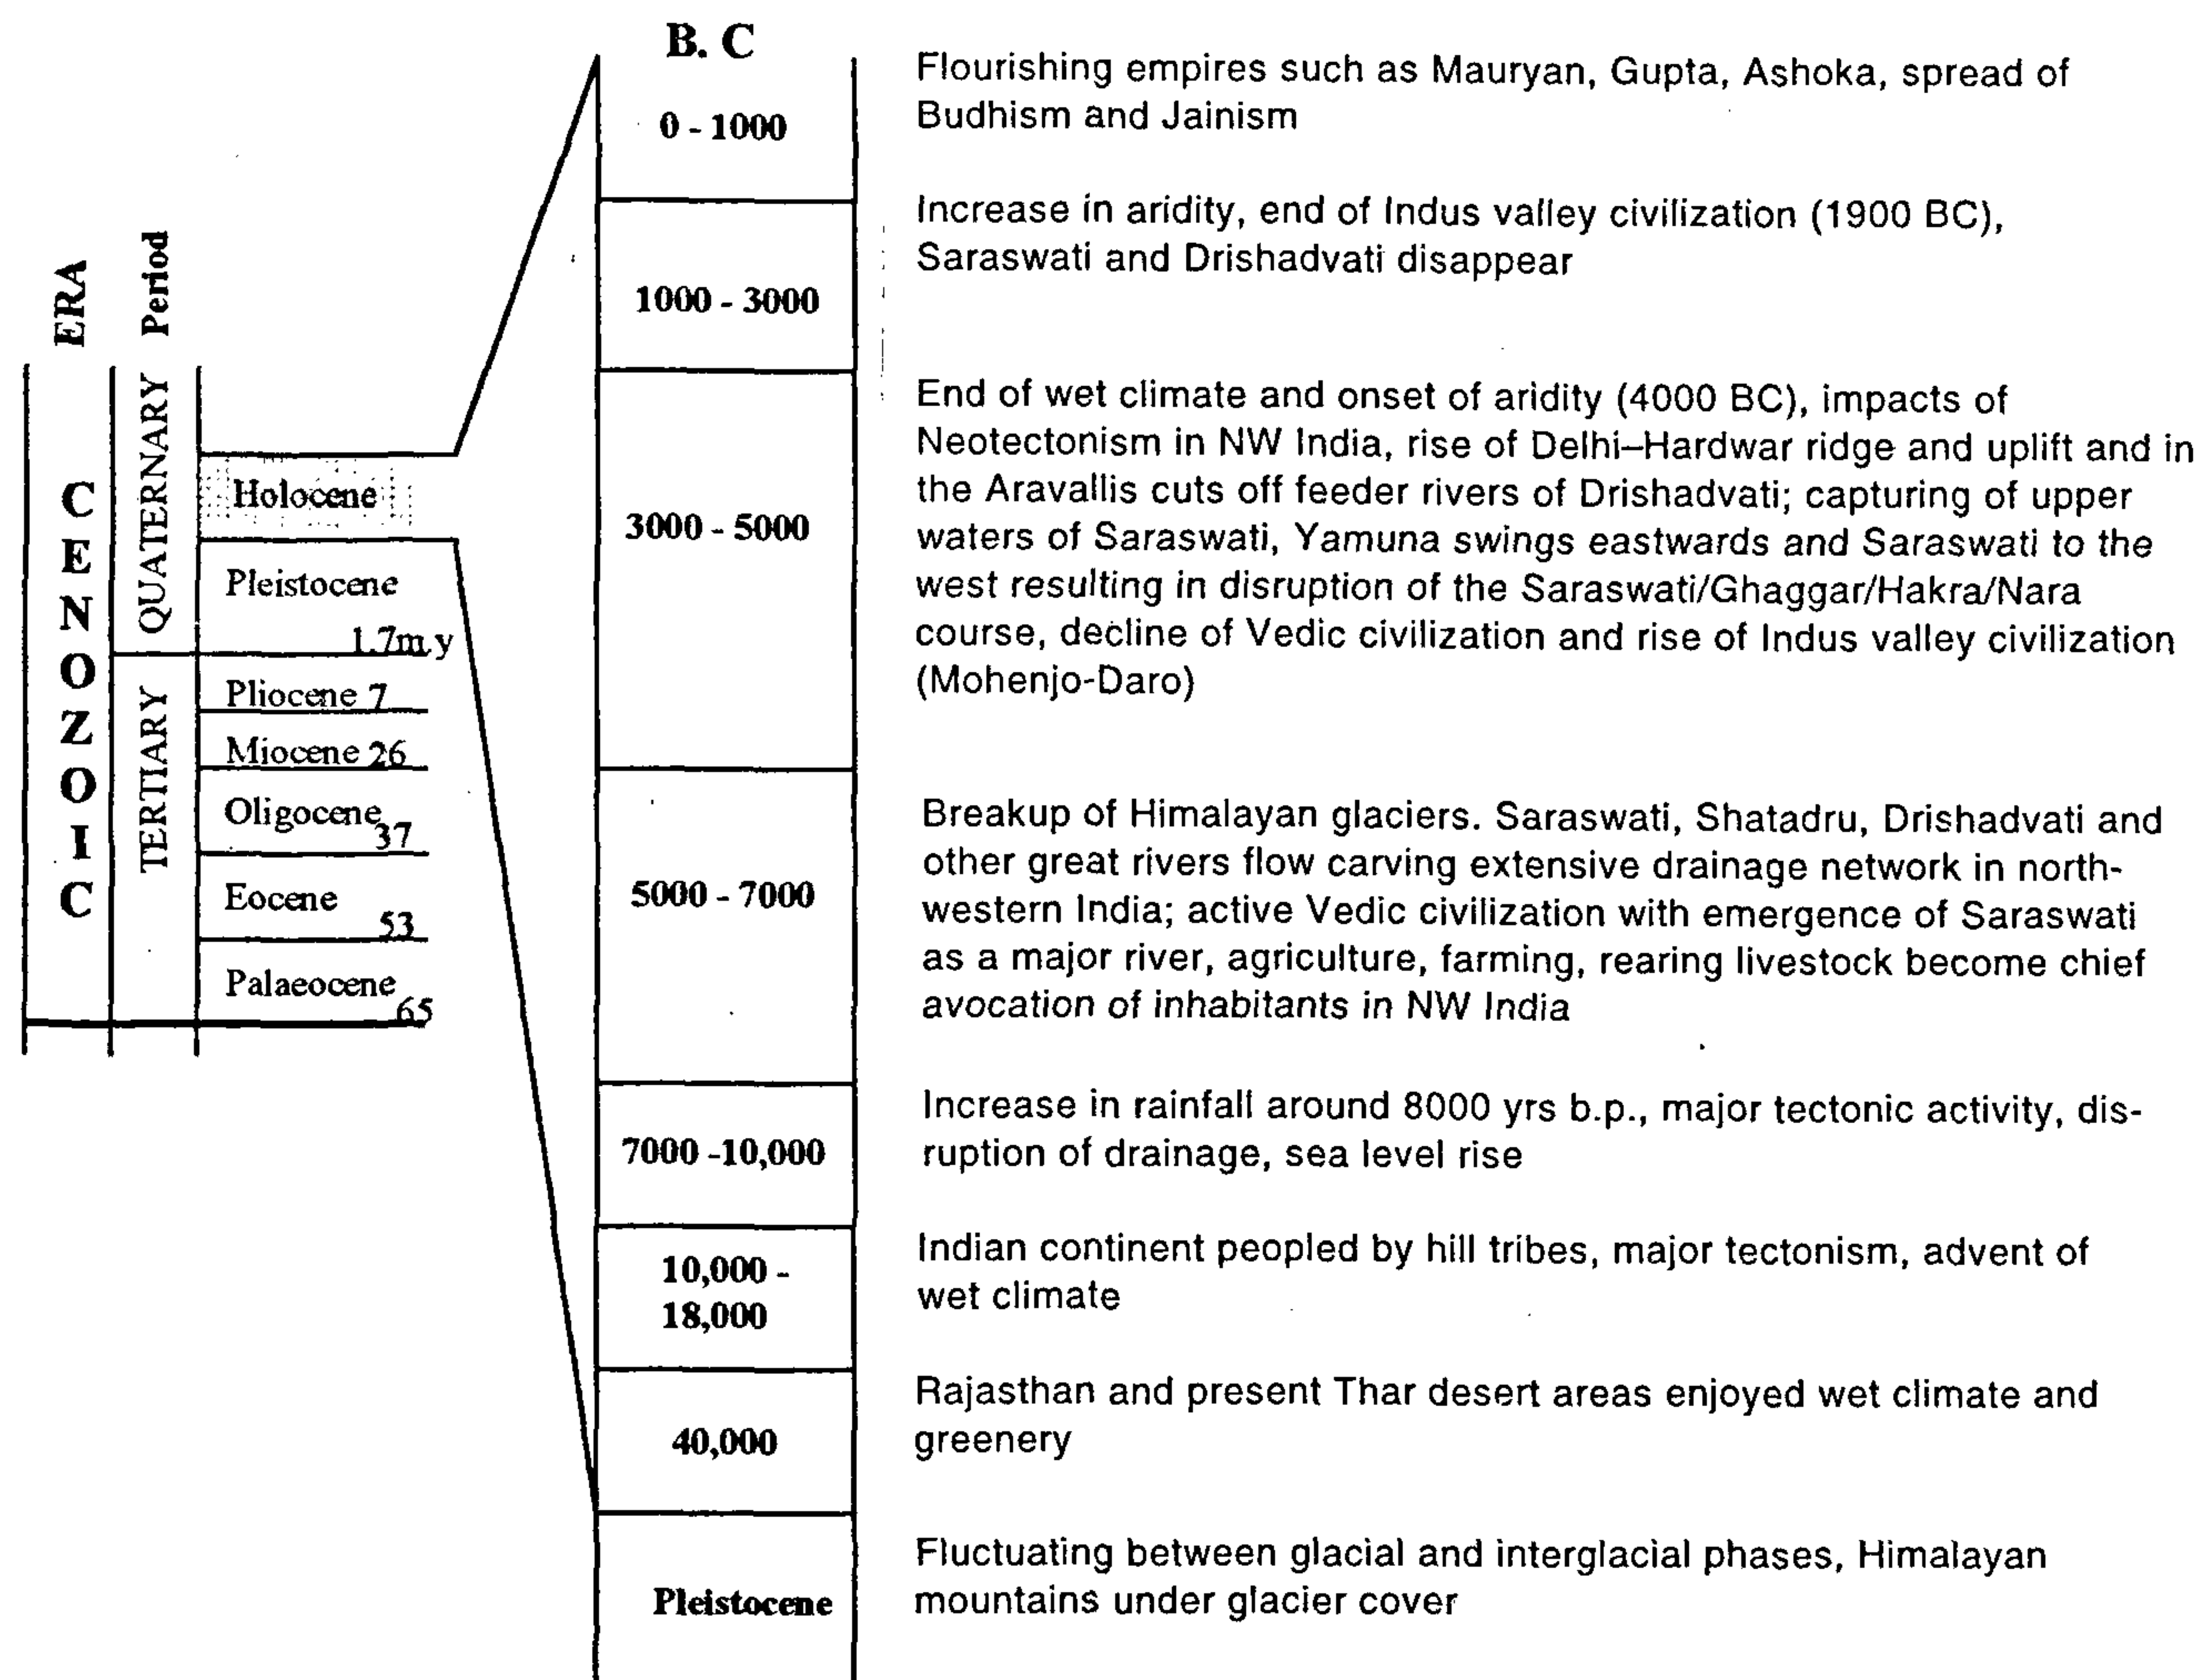 ERA
Period
CENOZOIC
QUATERNARY
TERTIARY
Holocene
Pleistocene
1.7m.y
Pliocene 7
Miocene 26
Oligocene
37
Eocene
53
Palaeocene
65
B. C
0 - 1000
Flourishing empires such as Mauryan, Gupta, Ashoka, spread of
Budhism and Jainism
1000 - 3000
Increase in aridity, end of Indus valley civilization (1900 BC),
Saraswati and Drishadvati disappear
3000 - 5000
End of wet climate and onset of aridity (4000 BC), impacts of
Neotectonism in NW India, rise of Delhi–Hardwar ridge and uplift and in
the Aravallis cuts off feeder rivers of Drishadvati; capturing of upper
waters of Saraswati, Yamuna swings eastwards and Saraswati to the
west resulting in disruption of the Saraswati/Ghaggar/Hakra/Nara
course, decline of Vedic civilization and rise of Indus valley civilization
(Mohenjo-Daro)
5000 - 7000
Breakup of Himalayan glaciers. Saraswati, Shatadru, Drishadvati and
other great rivers flow carving extensive drainage network in north-
western India; active Vedic civilization with emergence of Saraswati
as a major river, agriculture, farming, rearing livestock become chief
avocation of inhabitants in NW India
7000 -10,000
Increase in rainfall around 8000 yrs b.p., major tectonic activity, dis-
ruption of drainage, sea level rise
10,000 -
18,000
Indian continent peopled by hill tribes, major tectonism, advent of
wet climate
40,000
Rajasthan and present Thar desert areas enjoyed wet climate and
greenery
Pleistocene
Fluctuating between glacial and interglacial phases, Himalayan
mountains under glacier cover